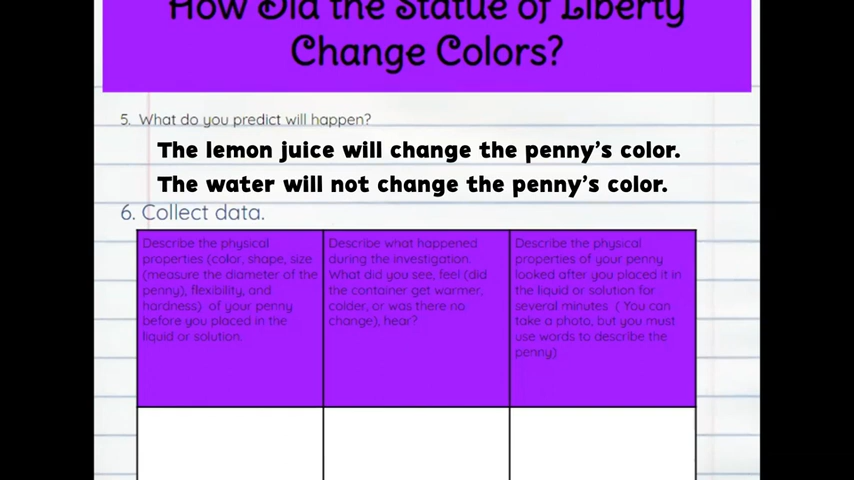 How Did the Statue of Liberty
Change Colors?
5. What do you predict will happen?
The lemon juice will change the penny's color.
The water will not change the penny's color.
6. Collect data.
Describe the physical
properties (color, shape, size
(measure the diameter of the
penny), flexibility, and
hardness) of your penny
before you placed in the
liquid or solution.
Describe what happened
during the investigation.
What did you see, feel (did
the container get warmer,
colder, or was there no
change), hear?
Describe the physical
properties of your penny
looked after you placed it in
the liquid or solution for
several minutes ( You can
take a photo, but you must
use words to describe the
penny)